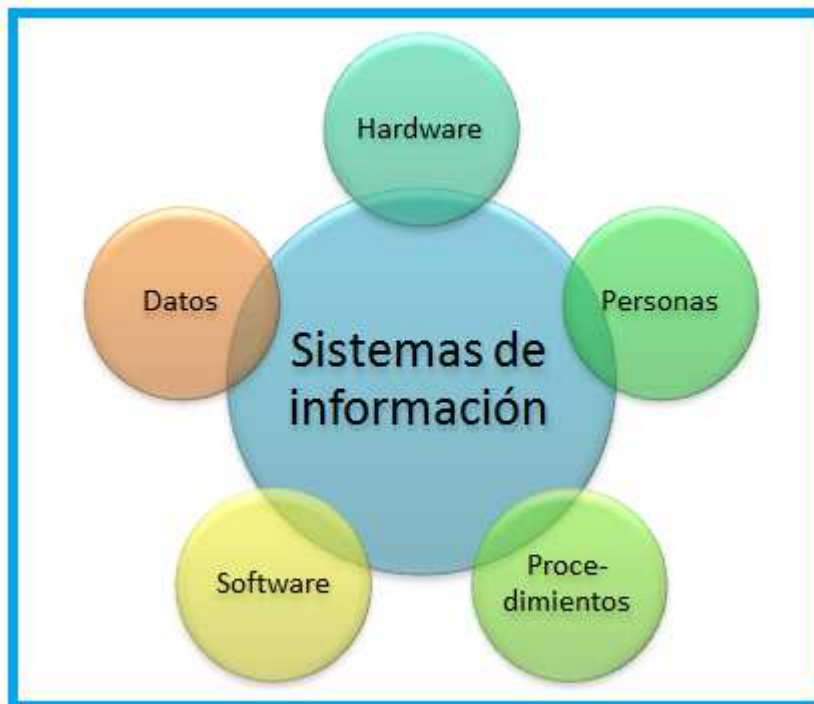 Hardware
Datos
Personas
Sistemas de
información
Software
Proce-
dimientos